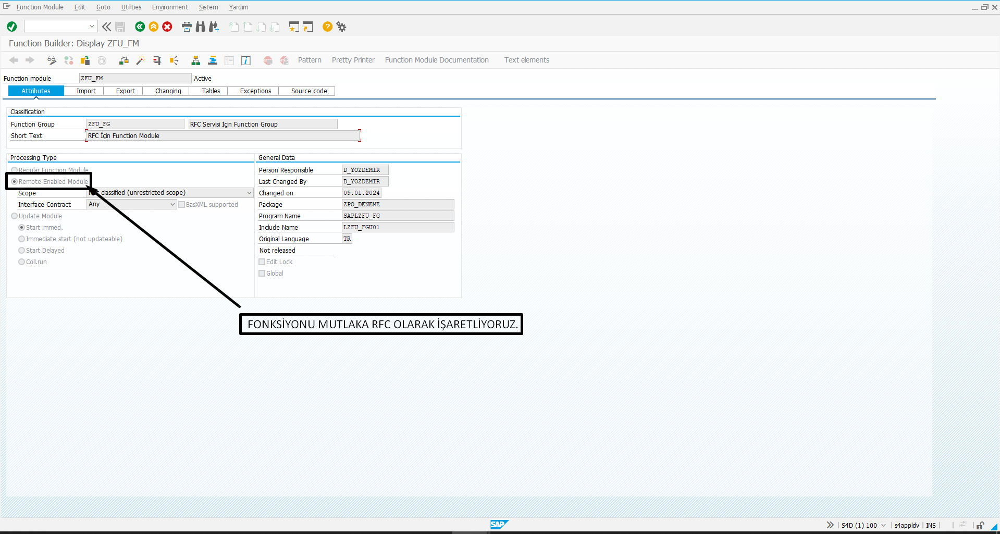 Function Module Edit Goto Utilities Environment Sistem Yardım
Function Builder: Display ZFU_FM
Pattern Pretty Printer Function Module Documentation Text elements
Function module ZFU_FM Active
Attributes Import Export Changing Tables Exceptions Source code
Classification
Function Group ZFU_FG RFC Servisi İçin Function Group
Short Text RFC İçin Function Module
Processing Type
Regular Function Module
Remote-Enabled Module
Scope classified (unrestricted scope)
Interface Contract Any BasXML supported
Update Module
Start immed.
Immediate start (not updateable)
Start Delayed
Coll.run
General Data
Person Responsible D_YOZDEMIR
Last Changed By D_YOZDEMIR
Changed on 09.01.2024
Package ZPO_DENEME
Program Name SAPLZFU_FG
Include Name LZFU_FGU01
Original Language TR
Not released
Edit Lock
Global
FONKSİYONU MUTLAKA RFC OLARAK İŞARETLİYORUZ.
SAP
S4D (1) 100 s4appldv INS